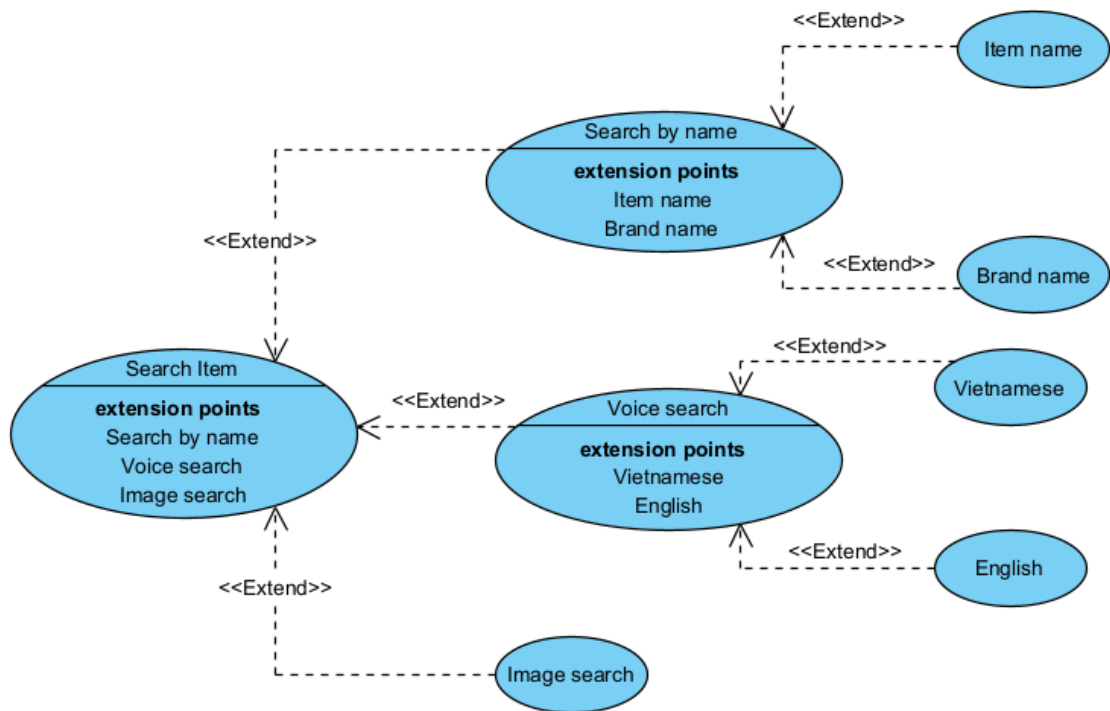 <<Extend>>
Item name
Search by name
extension points
Item name
Brand name
<<Extend>>
<<Extend>>
Brand name
Search Item
extension points
Search by name
Voice search
Image search
<<Extend>>
<<Extend>>
Vietnamese
Voice search
extension points
Vietnamese
English
<<Extend>>
English
<<Extend>>
Image search